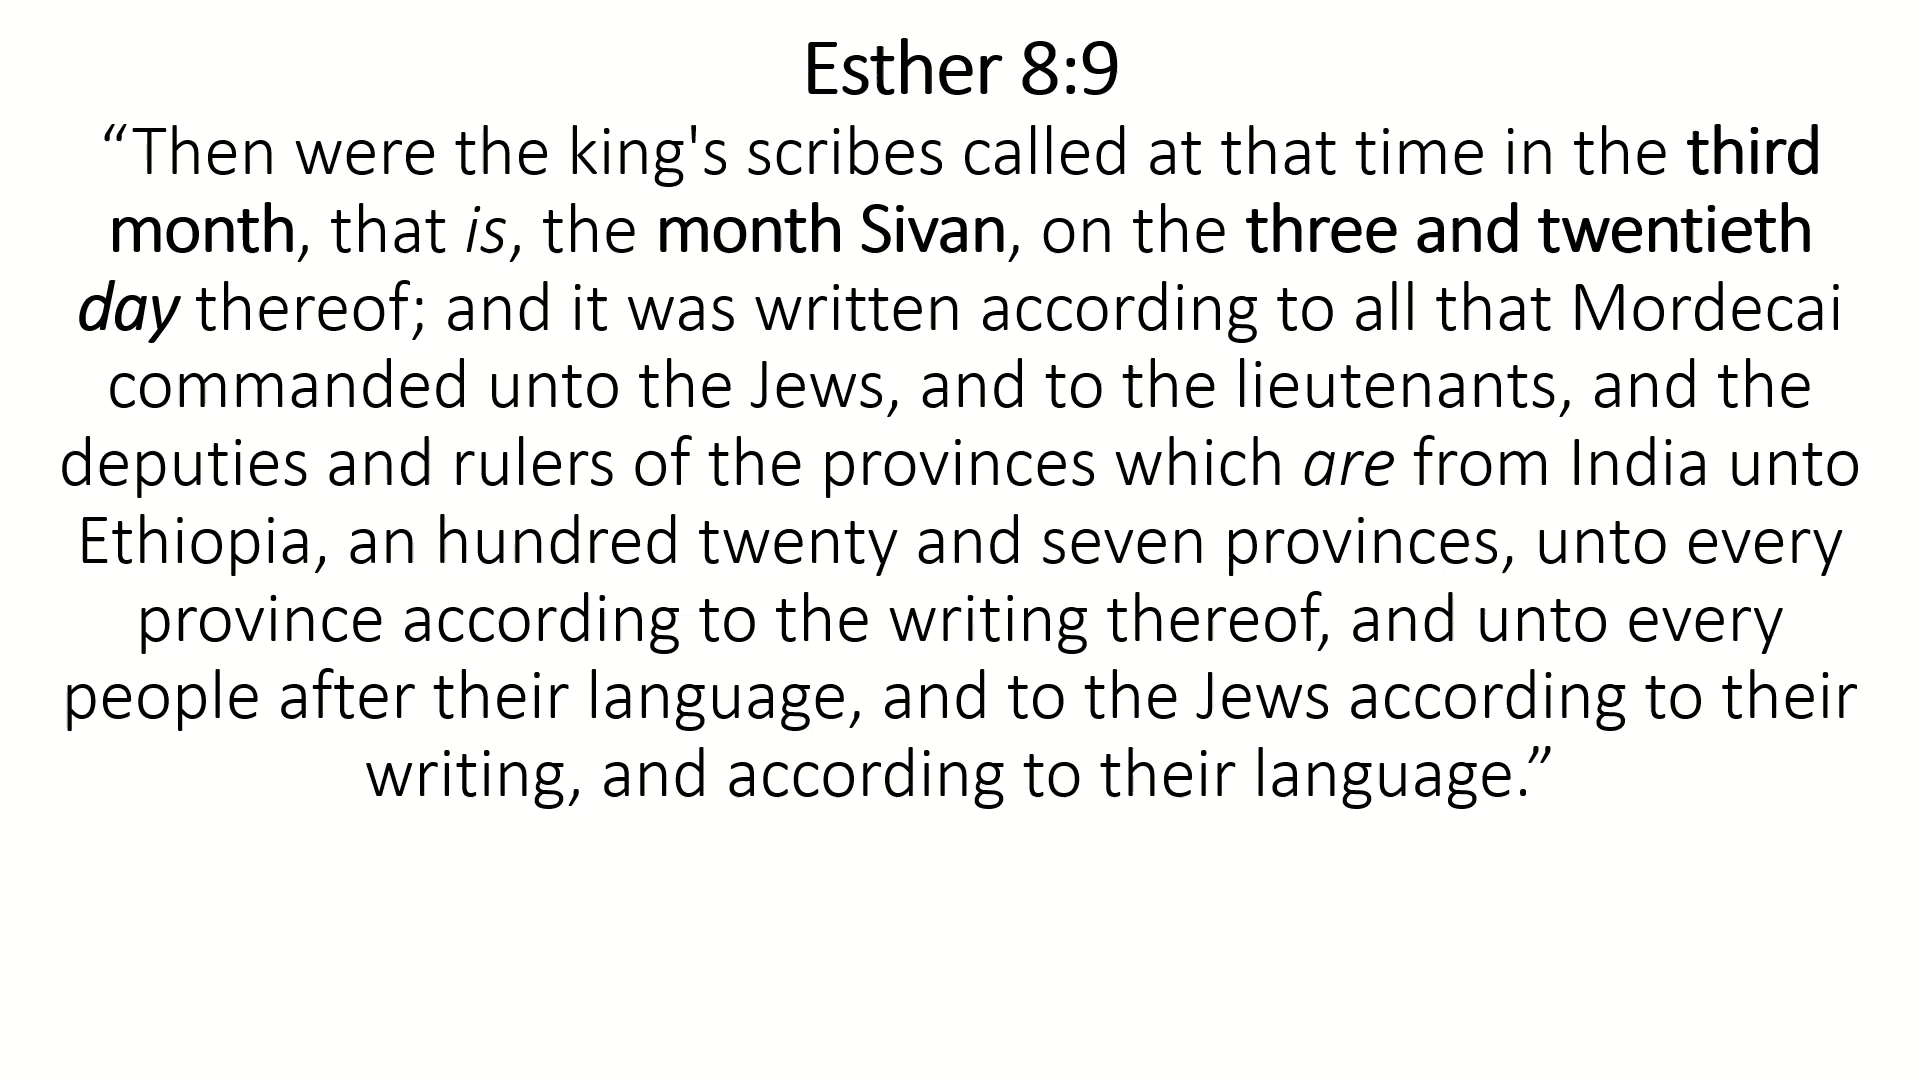 Esther 8:9
“Then were the king's scribes called at that time in the third
month, that is, the month Sivan, on the three and twentieth
day thereof; and it was written according to all that Mordecai
commanded unto the Jews, and to the lieutenants, and the
deputies and rulers of the provinces which are from India unto
Ethiopia, an hundred twenty and seven provinces, unto every
province according to the writing thereof, and unto every
people after their language, and to the Jews according to their
writing, and according to their language.”